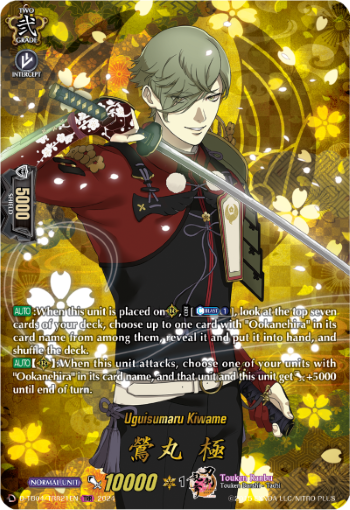 TWO
弐
GRADE
INTERCEPT
5000
SHIELD
AUTO:When this unit is placed on , [ BLAST 1 ], look at the top seven
cards of your deck, choose up to one card with "Ookanehira" in its
card name from among them, reveal it and put it into hand, and
shuffle the deck.
AUTO [ ]:When this unit attacks, choose one of your units with
"Ookanehira" in its card name, and that unit and this unit get +5000
until end of turn.
Uguisumaru Kiwame
鶯丸 極
NORMAL UNIT
10000
1
Touken Ranbu